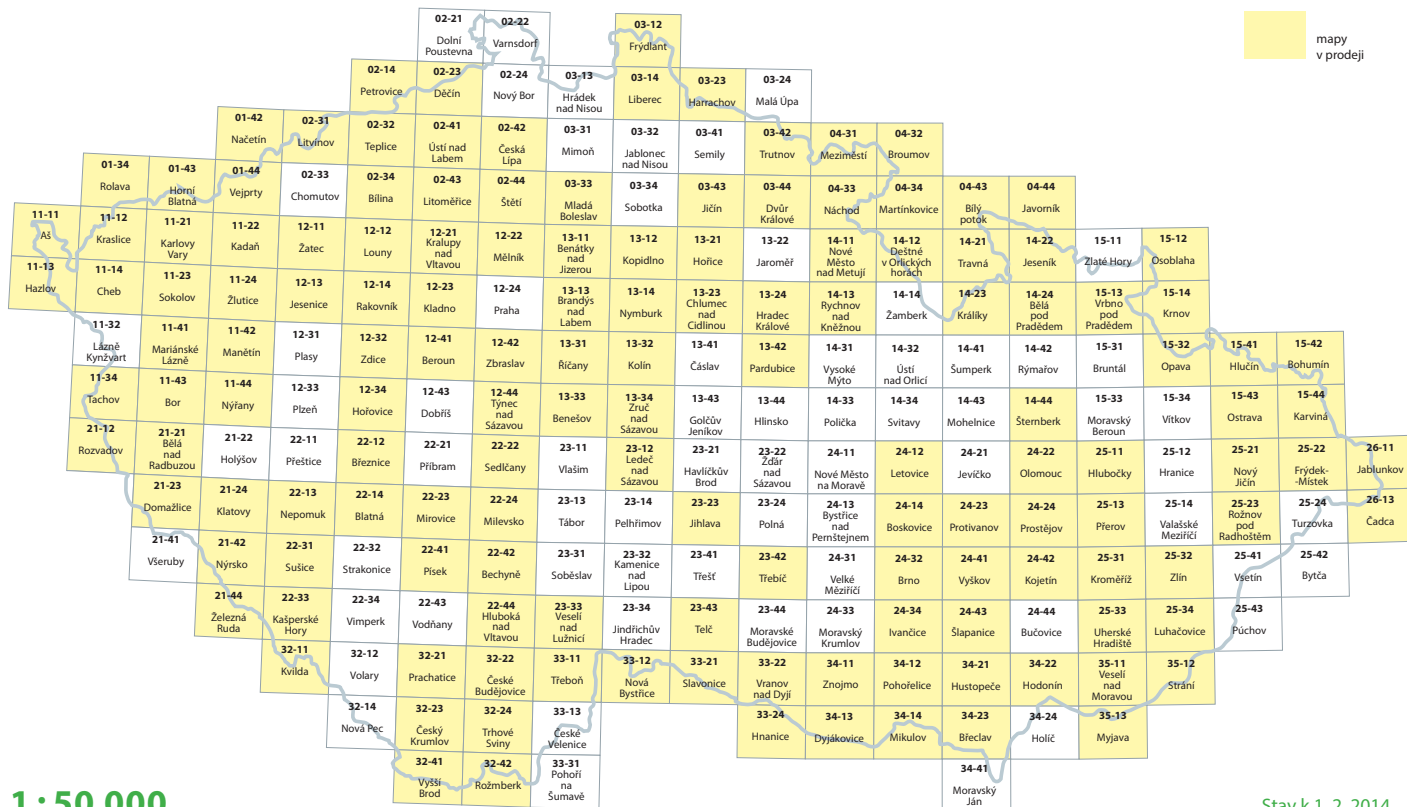 02-21
Dolní
Poustevna
02-22
Varnsdorf
03-12
Frýdlant
mapy
v prodeji
02-14
Petrovice
02-23
Děčín
02-24
Nový Bor
03-13
Hrádek
nad Nisou
03-14
Liberec
03-23
Harrachov
03-24
Malá Úpa
01-42
Načetín
02-31
Litvínov
02-32
Teplice
02-41
Ústí nad
Labem
02-42
Česká
Lípa
03-31
Mimoň
03-32
Jablonec
nad Nisou
03-41
Semily
03-42
Trutnov
04-31
Meziměstí
04-32
Broumov
01-34
Rolava
01-43
Horní
Blatná
01-44
Vejprty
02-33
Chomutov
02-34
Bílina
02-43
Litoměřice
02-44
Štětí
03-33
Mladá
Boleslav
03-34
Sobotka
03-43
Jičín
03-44
Dvůr
Králové
04-33
Náchod
04-34
Martínkovice
04-43
Bílý
potok
04-44
Javorník
11-11
Aš
11-12
Kraslice
11-21
Karlovy
Vary
11-22
Kadaň
12-11
Žatec
12-12
Louny
12-21
Kralupy
nad
Vltavou
12-22
Mělník
13-11
Benátky
nad
Jizerou
13-12
Kopidlno
13-21
Hořice
13-22
Jaroměř
14-11
Nové
Město
nad Metují
14-12
Deštné
v Orlických
horách
14-21
Travná
14-22
Jeseník
15-11
Zlaté Hory
15-12
Osoblaha
11-13
Hazlov
11-14
Cheb
11-23
Sokolov
11-24
Žlutice
12-13
Jesenice
12-14
Rakovník
12-23
Kladno
12-24
Praha
13-13
Brandýs
nad
Labem
13-14
Nymburk
13-23
Chlumec
nad
Cidlinou
13-24
Hradec
Králové
14-13
Rychnov
nad
Kněžnou
14-14
Žamberk
14-23
Králíky
14-24
Bělá
pod
Pradědem
15-13
Vrbno
pod
Pradědem
15-14
Krnov
11-32
Lázně
Kynžvart
11-41
Mariánské
Lázně
11-42
Manětín
12-31
Plasy
12-32
Zdice
12-41
Beroun
12-42
Zbraslav
13-31
Říčany
13-32
Kolín
13-41
Čáslav
13-42
Pardubice
14-31
Vysoké
Mýto
14-32
Ústí
nad Orlicí
14-41
Šumperk
14-42
Rýmařov
15-31
Bruntál
15-32
Opava
15-41
Hlučín
15-42
Bohumín
11-34
Tachov
11-43
Bor
11-44
Nýřany
12-33
Plzeň
12-34
Hořovice
12-43
Dobříš
12-44
Týnec
nad
Sázavou
13-33
Benešov
13-34
Zruč
nad
Sázavou
13-43
Golčův
Jeníkov
13-44
Hlinsko
14-33
Polička
14-34
Svitavy
14-43
Mohelnice
14-44
Šternberk
15-33
Moravský
Beroun
15-34
Vítkov
15-43
Ostrava
15-44
Karviná
21-12
Rozvadov
21-21
Bělá
nad
Radbuzou
21-22
Holýšov
22-11
Přeštice
22-12
Březnice
22-21
Příbram
22-22
Sedlčany
23-11
Vlašim
23-12
Ledeč
nad
Sázavou
23-21
Havlíčkův
Brod
23-22
Žďár
nad
Sázavou
24-11
Nové Město
na Moravě
24-12
Letovice
24-21
Jevíčko
24-22
Olomouc
25-11
Hlubočky
25-12
Hranice
25-21
Nový
Jičín
25-22
Frýdek-
-Místek
26-11
Jablunkov
21-23
Domažlice
21-24
Klatovy
22-13
Nepomuk
22-14
Blatná
22-23
Mirovice
22-24
Milevsko
23-13
Tábor
23-14
Pelhřimov
23-23
Jihlava
23-24
Polná
24-13
Bystřice
nad
Pernštejnem
24-14
Boskovice
24-23
Protivanov
24-24
Prostějov
25-13
Přerov
25-14
Valašské
Meziříčí
25-23
Rožnov
pod
Radhoštěm
25-24
Turzovka
26-13
Čadca
21-41
Všeruby
21-42
Nýrsko
22-31
Sušice
22-32
Strakonice
22-41
Písek
22-42
Bechyně
23-31
Soběslav
23-32
Kamenice
nad
Lipou
23-41
Třešť
23-42
Třebíč
24-31
Velké
Meziříčí
24-32
Brno
24-41
Vyškov
24-42
Kojetín
25-31
Kroměříž
25-32
Zlín
25-41
Vsetín
25-42
Bytča
21-44
Železná
Ruda
22-33
Kašperské
Hory
22-34
Vimperk
22-43
Vodňany
22-44
Hluboká
nad
Vltavou
23-33
Veselí
nad
Lužnicí
23-34
Jindřichův
Hradec
23-43
Telč
23-44
Moravské
Budějovice
24-33
Moravský
Krumlov
24-34
Ivančice
24-43
Šlapanice
24-44
Bučovice
25-33
Uherské
Hradiště
25-34
Luhačovice
25-43
Púchov
32-11
Kvilda
32-12
Volary
32-21
Prachatice
32-22
České
Budějovice
33-11
Třeboň
33-12
Nová
Bystřice
33-21
Slavonice
33-22
Vranov
nad Dyjí
34-11
Znojmo
34-12
Pohořelice
34-21
Hustopeče
34-22
Hodonín
35-11
Veselí
nad
Moravou
35-12
Strání
32-14
Nová Pec
32-23
Český
Krumlov
32-24
Trhové
Sviny
33-13
České
Velenice
33-24
Hnanice
34-13
Dyjákovice
34-14
Mikulov
34-23
Břeclav
34-24
Holíč
35-13
Myjava
32-41
Vyšší
Brod
32-42
Rožmberk
33-31
Pohoří
na
Šumavě
34-41
Moravský
Ján
1 : 50 000
Stav k 1. 2. 2014